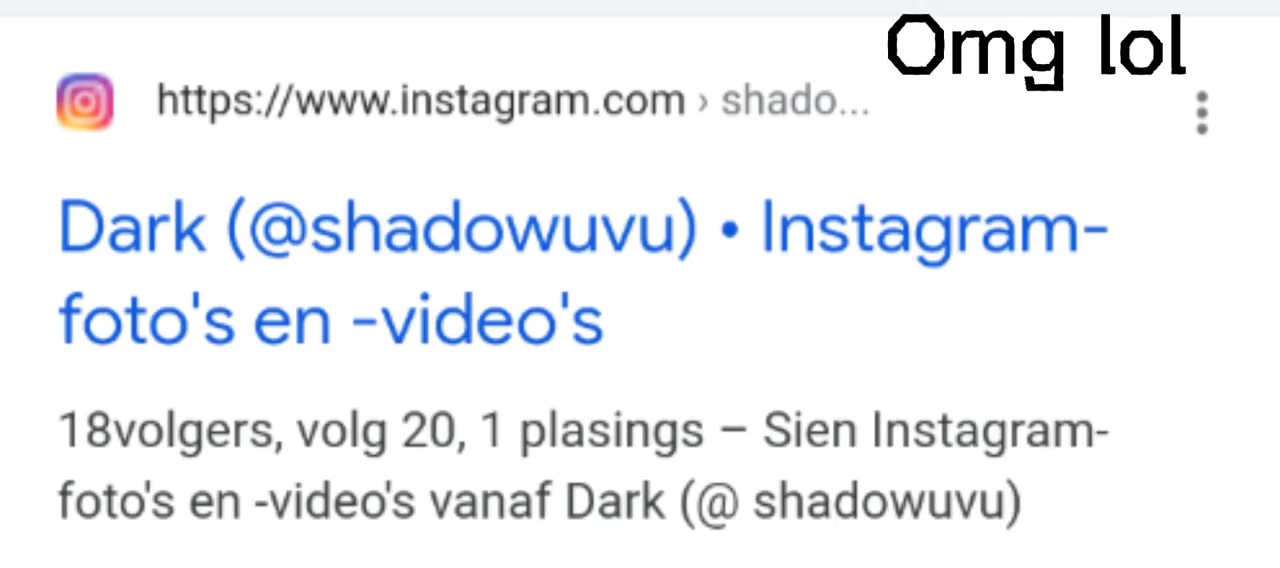 Omg lol
https://www.instagram.com › shado...
Dark (@shadowuvu) • Instagram-
foto's en -video's
18volgers, volg 20, 1 plasings – Sien Instagram-
foto's en -video's vanaf Dark (@ shadowuvu)